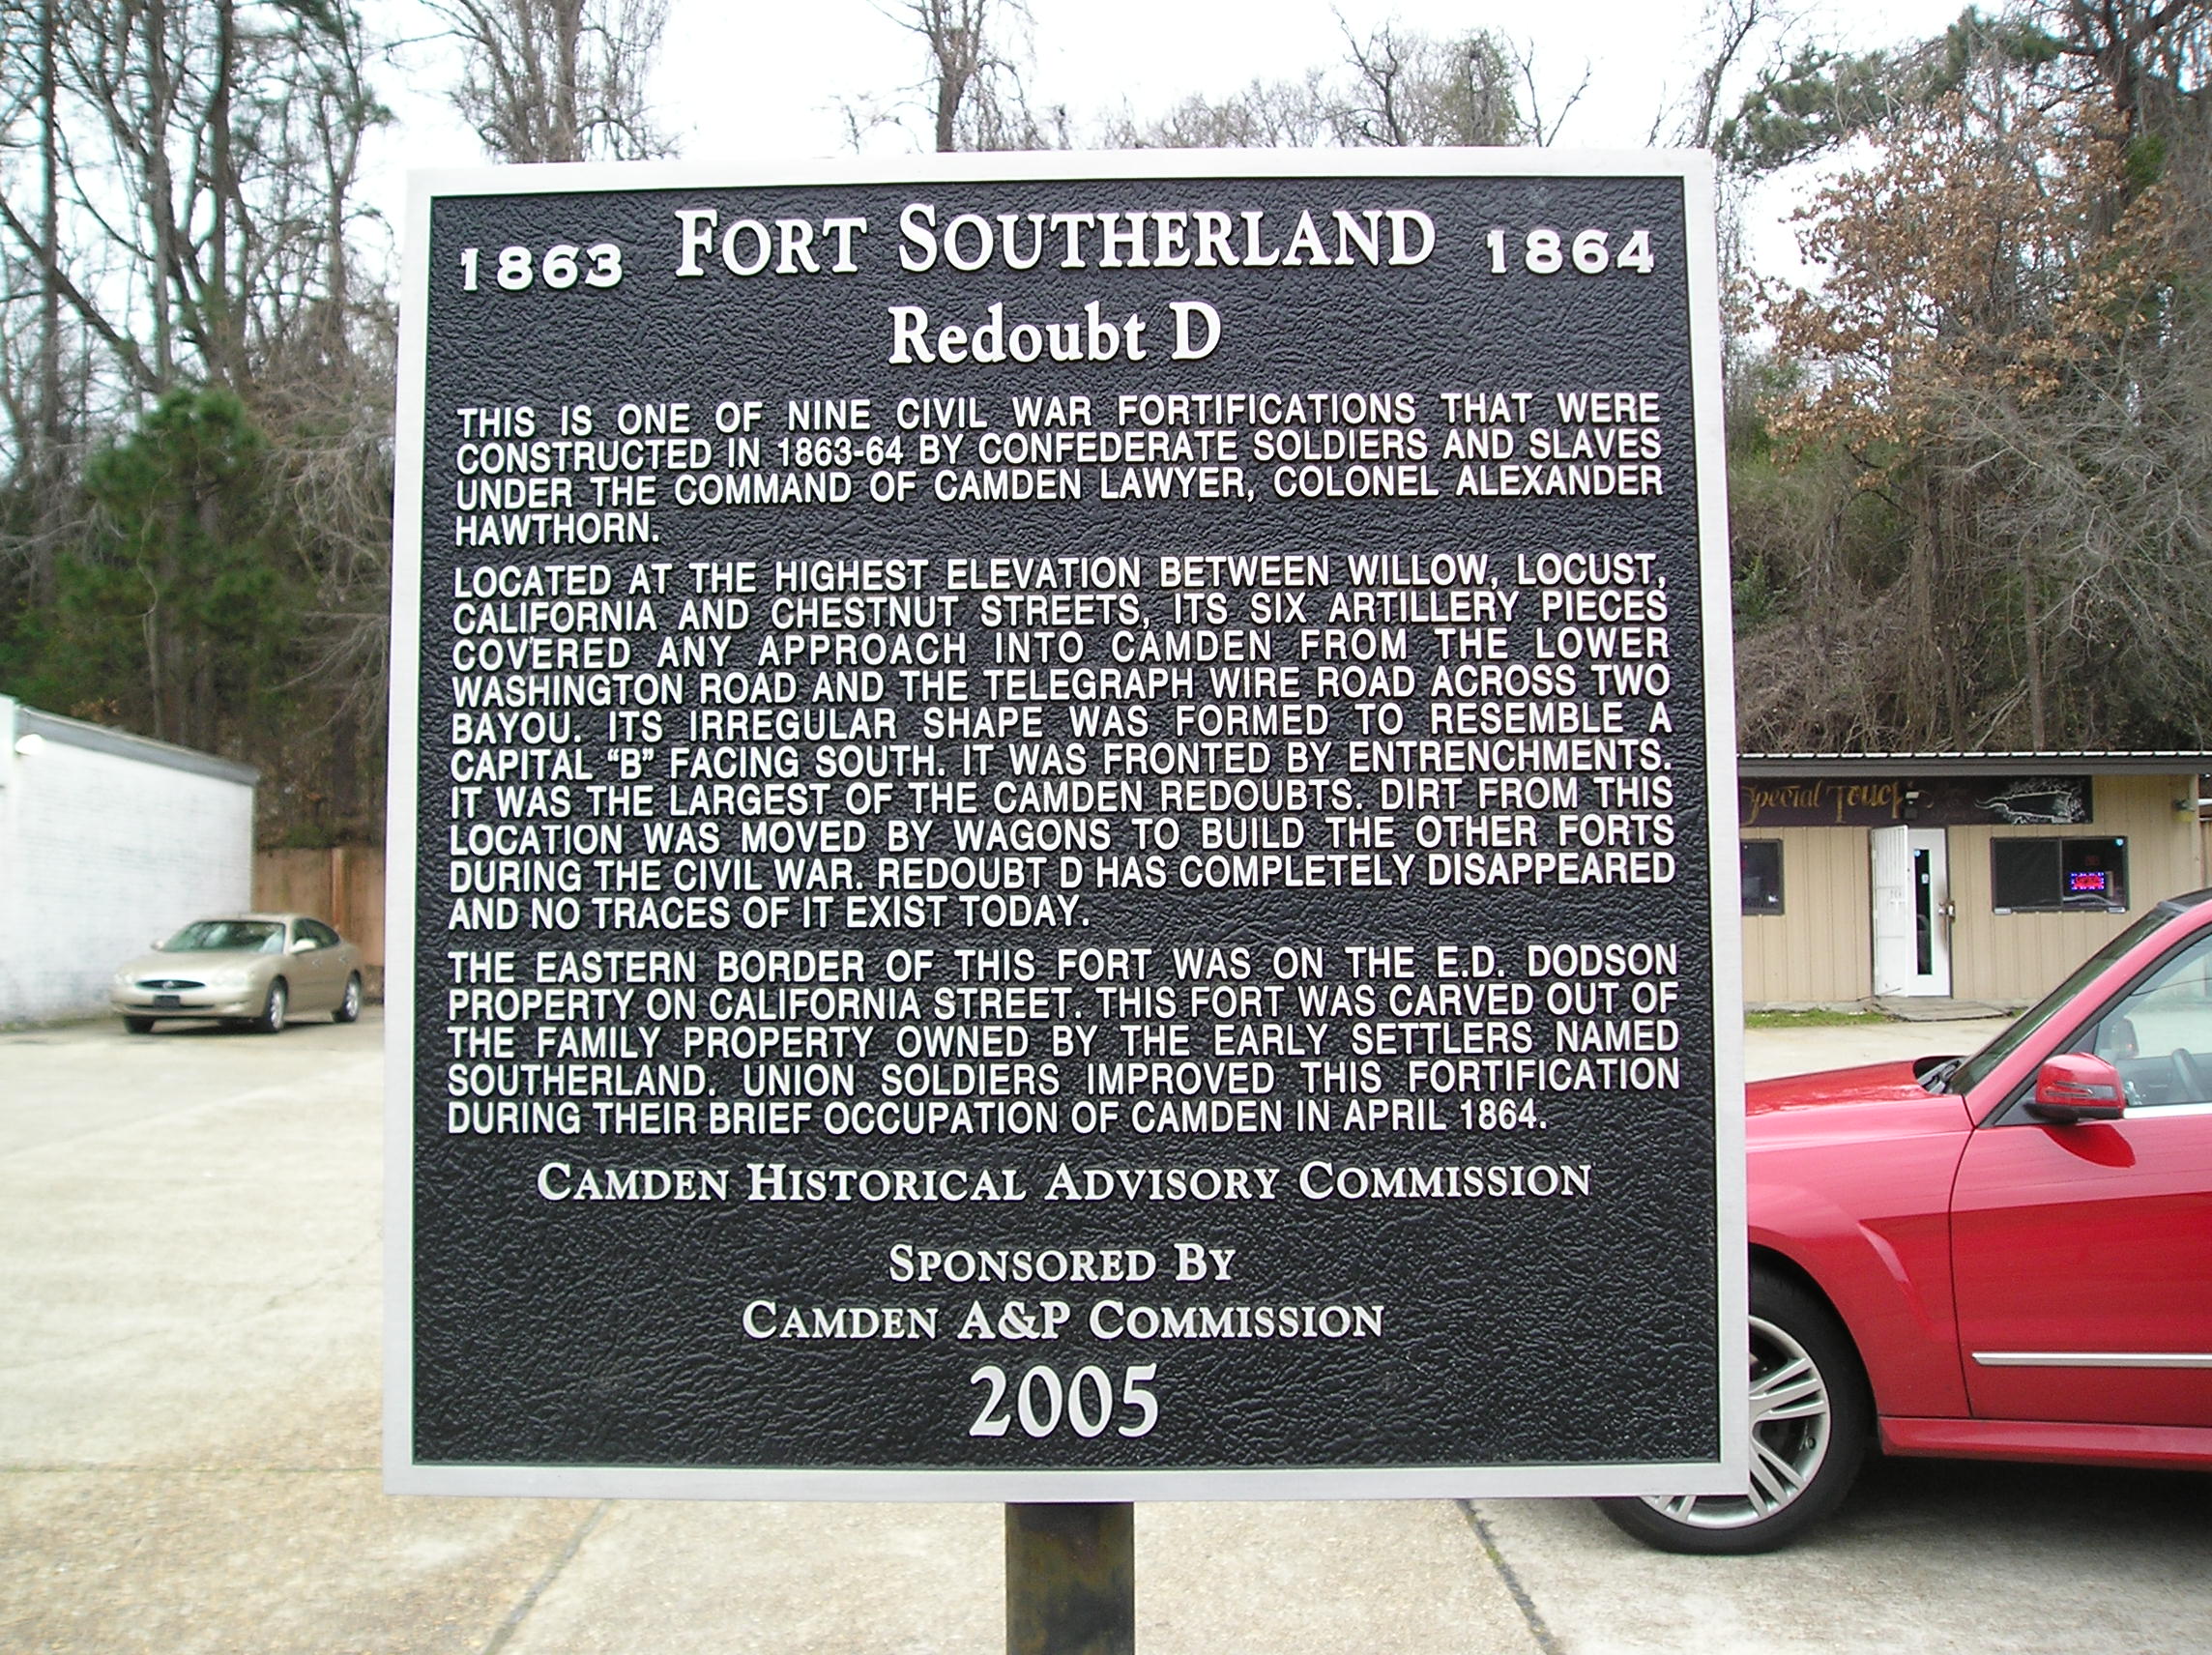 1863 FORT SOUTHERLAND 1864
Redoubt D
THIS IS ONE OF NINE CIVIL WAR FORTIFICATIONS THAT WERE
CONSTRUCTED IN 1863-64 BY CONFEDERATE SOLDIERS AND SLAVES
UNDER THE COMMAND OF CAMDEN LAWYER, COLONEL ALEXANDER
HAWTHORN.
LOCATED AT THE HIGHEST ELEVATION BETWEEN WILLOW, LOCUST,
CALIFORNIA AND CHESTNUT STREETS, ITS SIX ARTILLERY PIECES
COVERED ANY APPROACH INTO CAMDEN FROM THE LOWER
WASHINGTON ROAD AND THE TELEGRAPH WIRE ROAD ACROSS TWO
BAYOU. ITS IRREGULAR SHAPE WAS FORMED TO RESEMBLE A
CAPITAL “B” FACING SOUTH. IT WAS FRONTED BY ENTRENCHMENTS.
IT WAS THE LARGEST OF THE CAMDEN REDOUBTS. DIRT FROM THIS
LOCATION WAS MOVED BY WAGONS TO BUILD THE OTHER FORTS
DURING THE CIVIL WAR. REDOUBT D HAS COMPLETELY DISAPPEARED
AND NO TRACES OF IT EXIST TODAY.
THE EASTERN BORDER OF THIS FORT WAS ON THE E.D. DODSON
PROPERTY ON CALIFORNIA STREET. THIS FORT WAS CARVED OUT OF
THE FAMILY PROPERTY OWNED BY THE EARLY SETTLERS NAMED
SOUTHERLAND. UNION SOLDIERS IMPROVED THIS FORTIFICATION
DURING THEIR BRIEF OCCUPATION OF CAMDEN IN APRIL 1864.
CAMDEN HISTORICAL ADVISORY COMMISSION
SPONSORED BY
CAMDEN A&P COMMISSION
2005
Special Touch